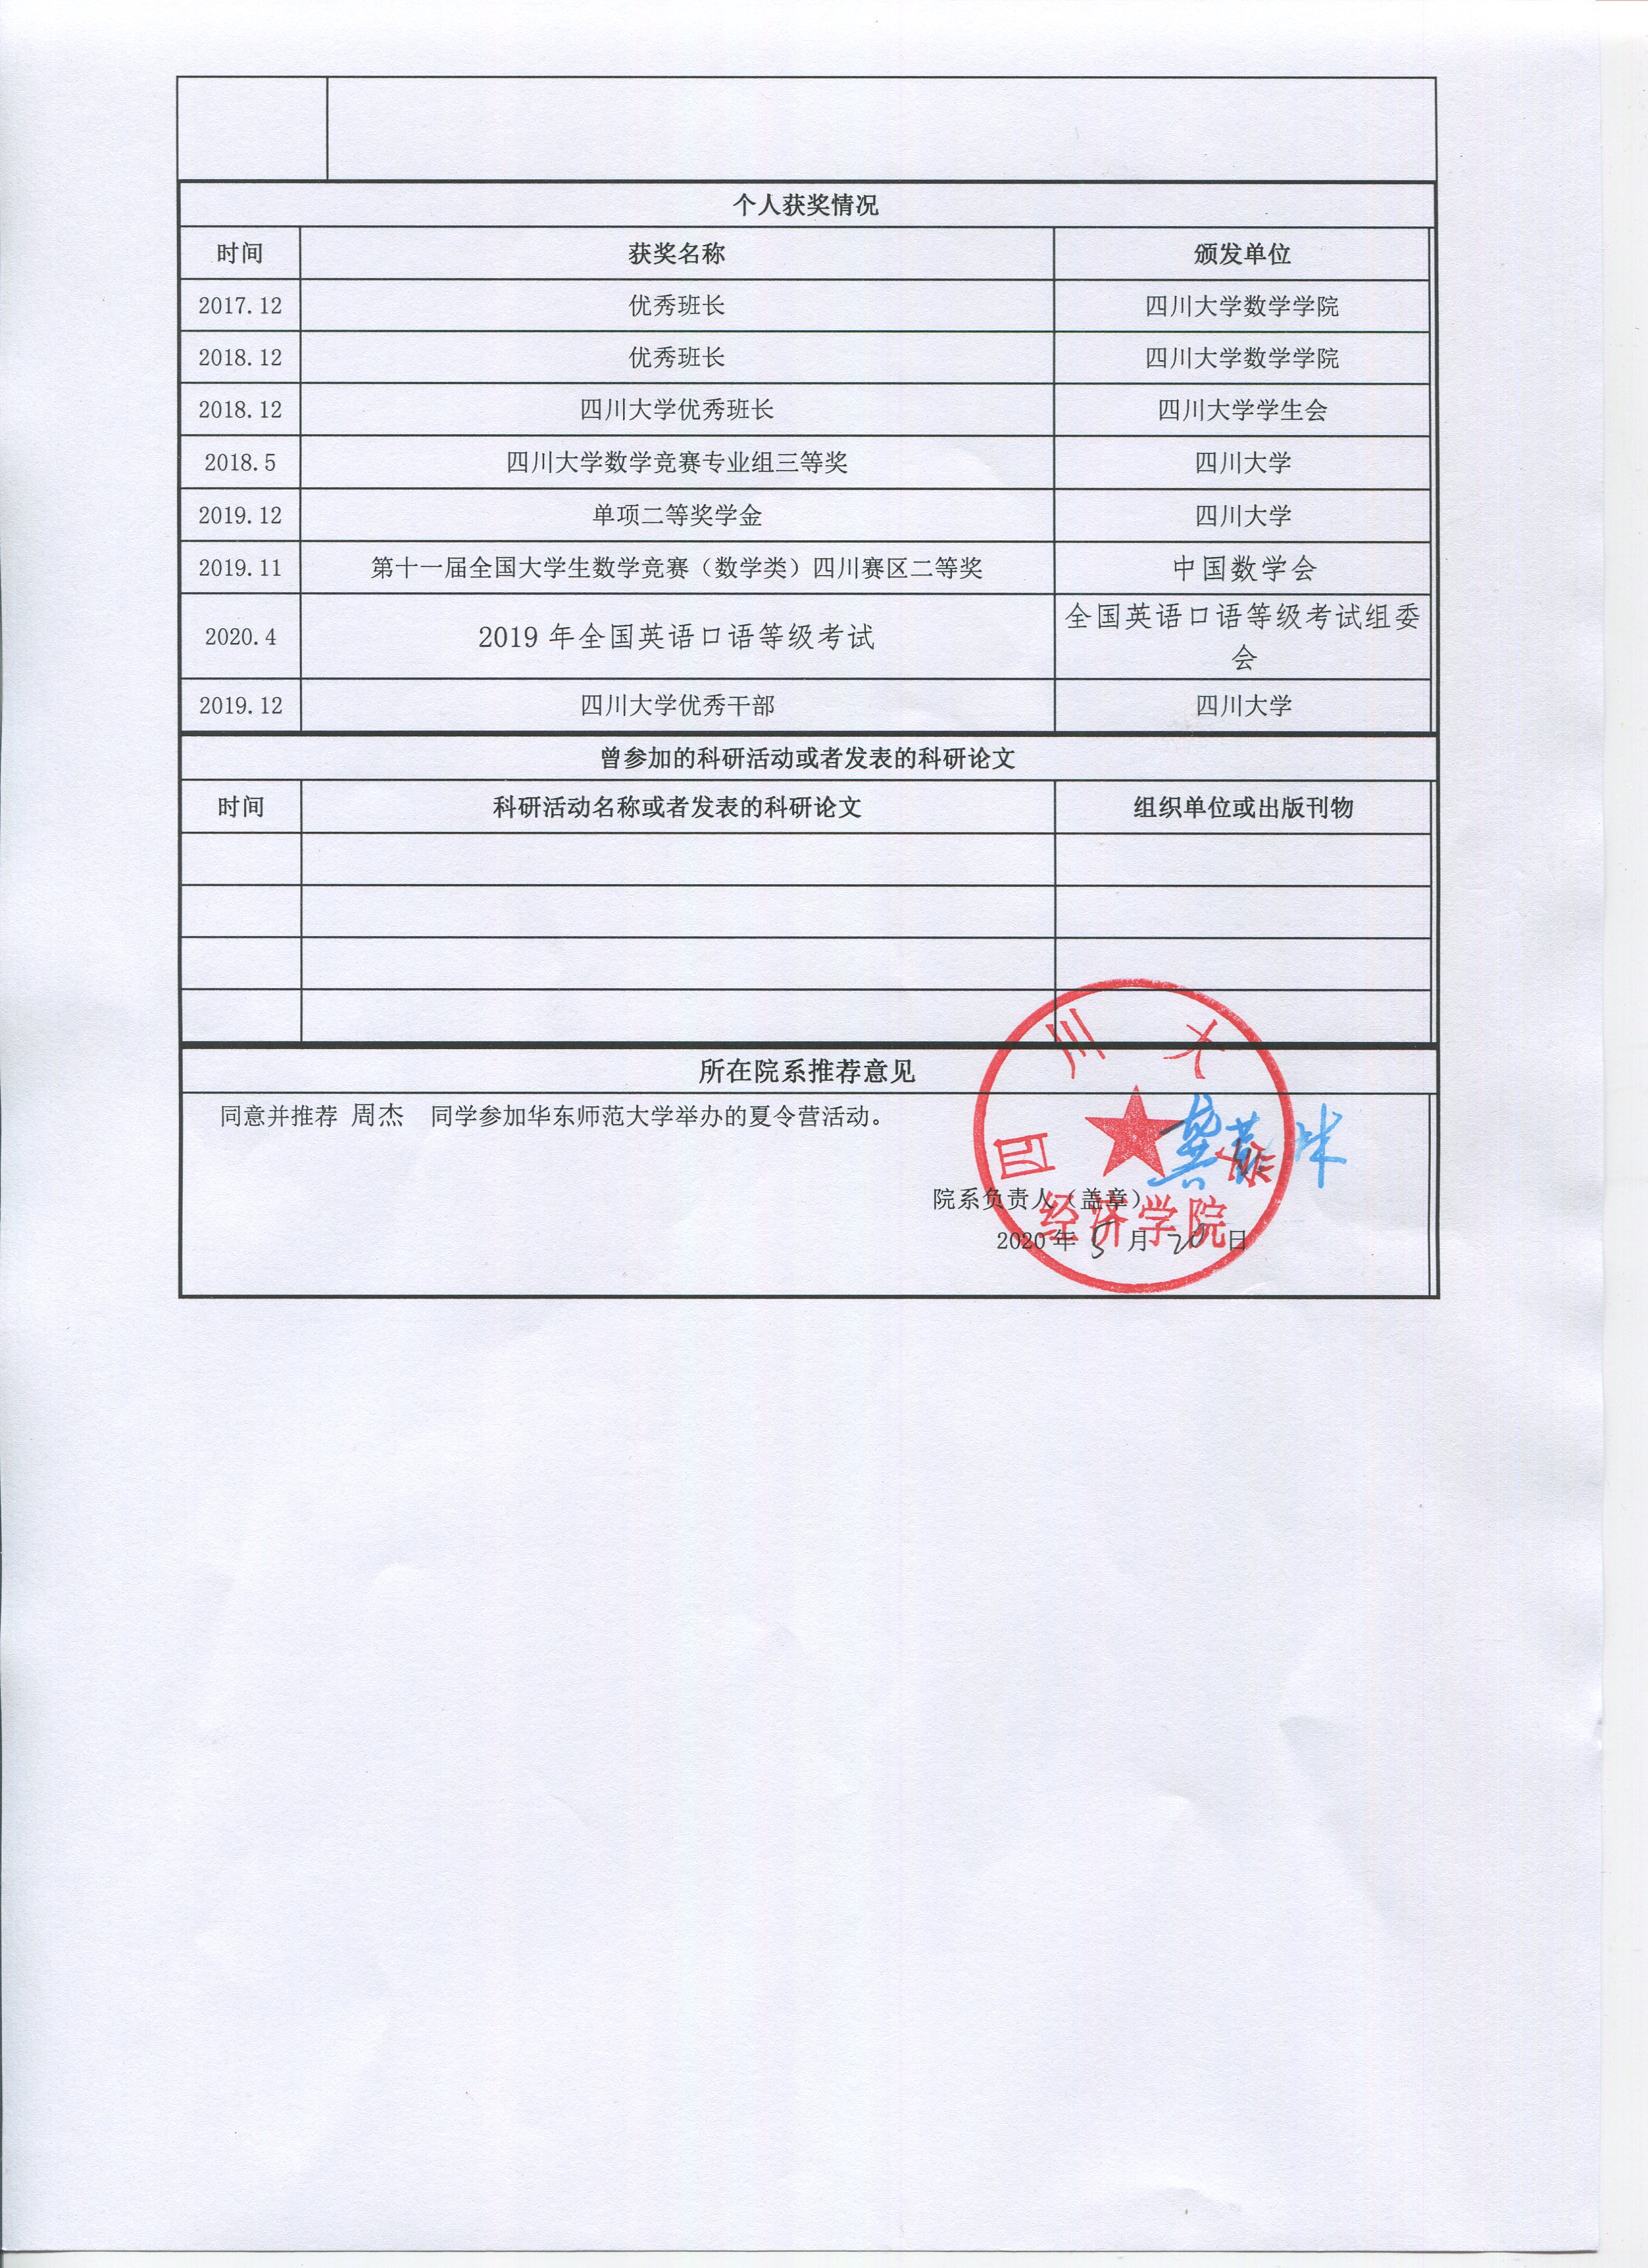 个人获奖情况
时间 获奖名称 颁发单位
2017.12 优秀班长 四川大学数学学院
2018.12 优秀班长 四川大学数学学院
2018.12 四川大学优秀班长 四川大学学生会
2018.5 四川大学数学竞赛专业组三等奖 四川大学
2019.12 单项二等奖学金 四川大学
2019.11 第十一届全国大学生数学竞赛（数学类）四川赛区二等奖 中国数学会
2020.4 2019 年全国英语口语等级考试 全国英语口语等级考试组委
会
2019.12 四川大学优秀干部 四川大学
曾参加的科研活动或者发表的科研论文
时间 科研活动名称或者发表的科研论文 组织单位或出版刊物
所在院系推荐意见
同意并推荐 周杰 同学参加华东师范大学举办的夏令营活动。
四川大学
经济学院
院系负责人（盖章）
2020 年 5 月 20 日